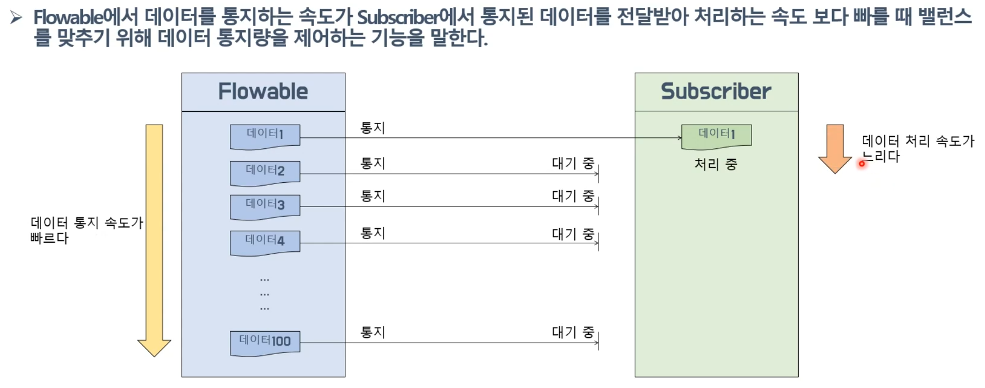 ➢ Flowable에서 데이터를 통지하는 속도가 Subscriber에서 통지된 데이터를 전달받아 처리하는 속도 보다 빠를 때 밸런스
를 맞추기 위해 데이터 통지량을 제어하는 기능을 말한다.
Flowable
Subscriber
데이터1
통지
데이터1
처리 중
데이터 처리 속도가
느리다
데이터2
통지
대기 중
데이터3
통지
대기 중
데이터 통지 속도가
빠르다
데이터4
통지
대기 중
...
...
...
데이터100
통지
대기 중